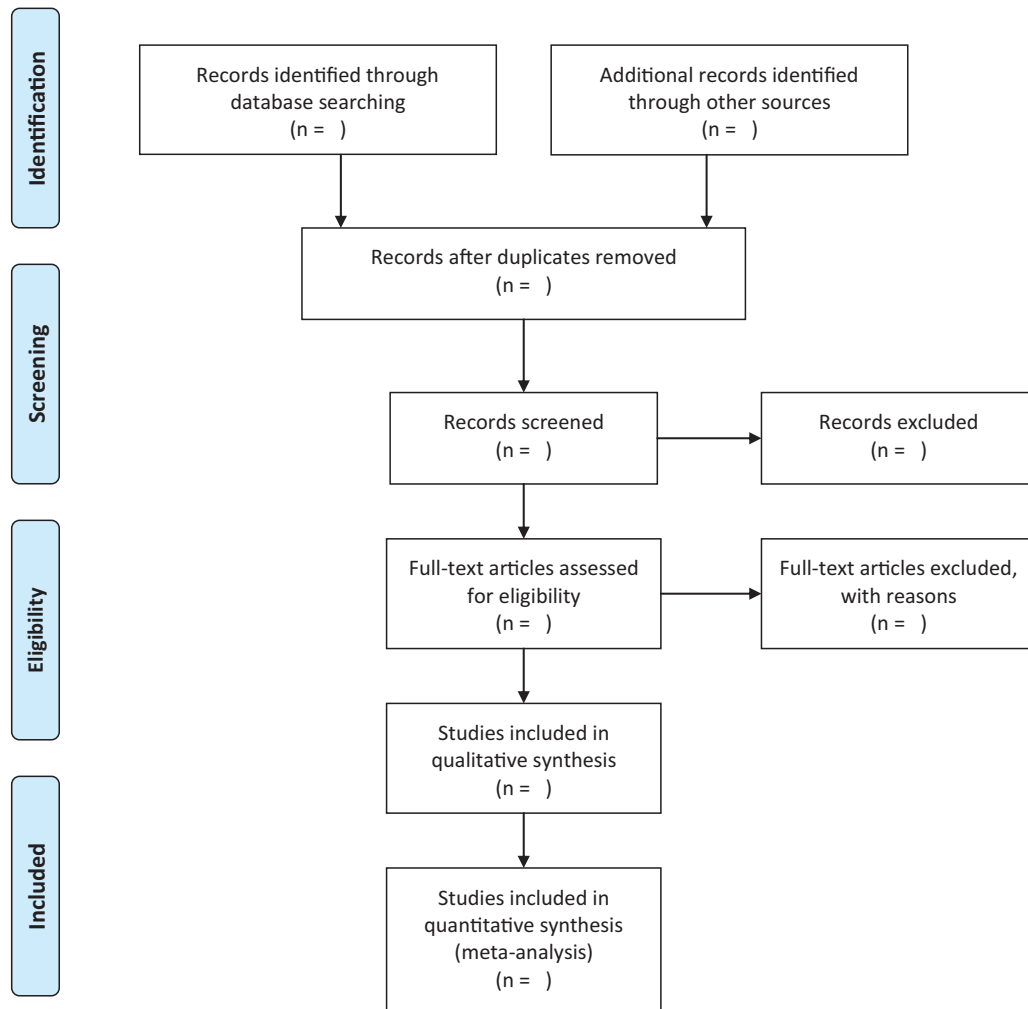 Identification
Records identified through
database searching
(n =   )
Additional records identified
through other sources
(n =   )
Records after duplicates removed
(n =   )
Screening
Records screened
(n =   )
Records excluded
(n =   )
Eligibility
Full-text articles assessed
for eligibility
(n =   )
Full-text articles excluded,
with reasons
(n =   )
Studies included in
qualitative synthesis
(n =   )
Included
Studies included in
quantitative synthesis
(meta-analysis)
(n =   )